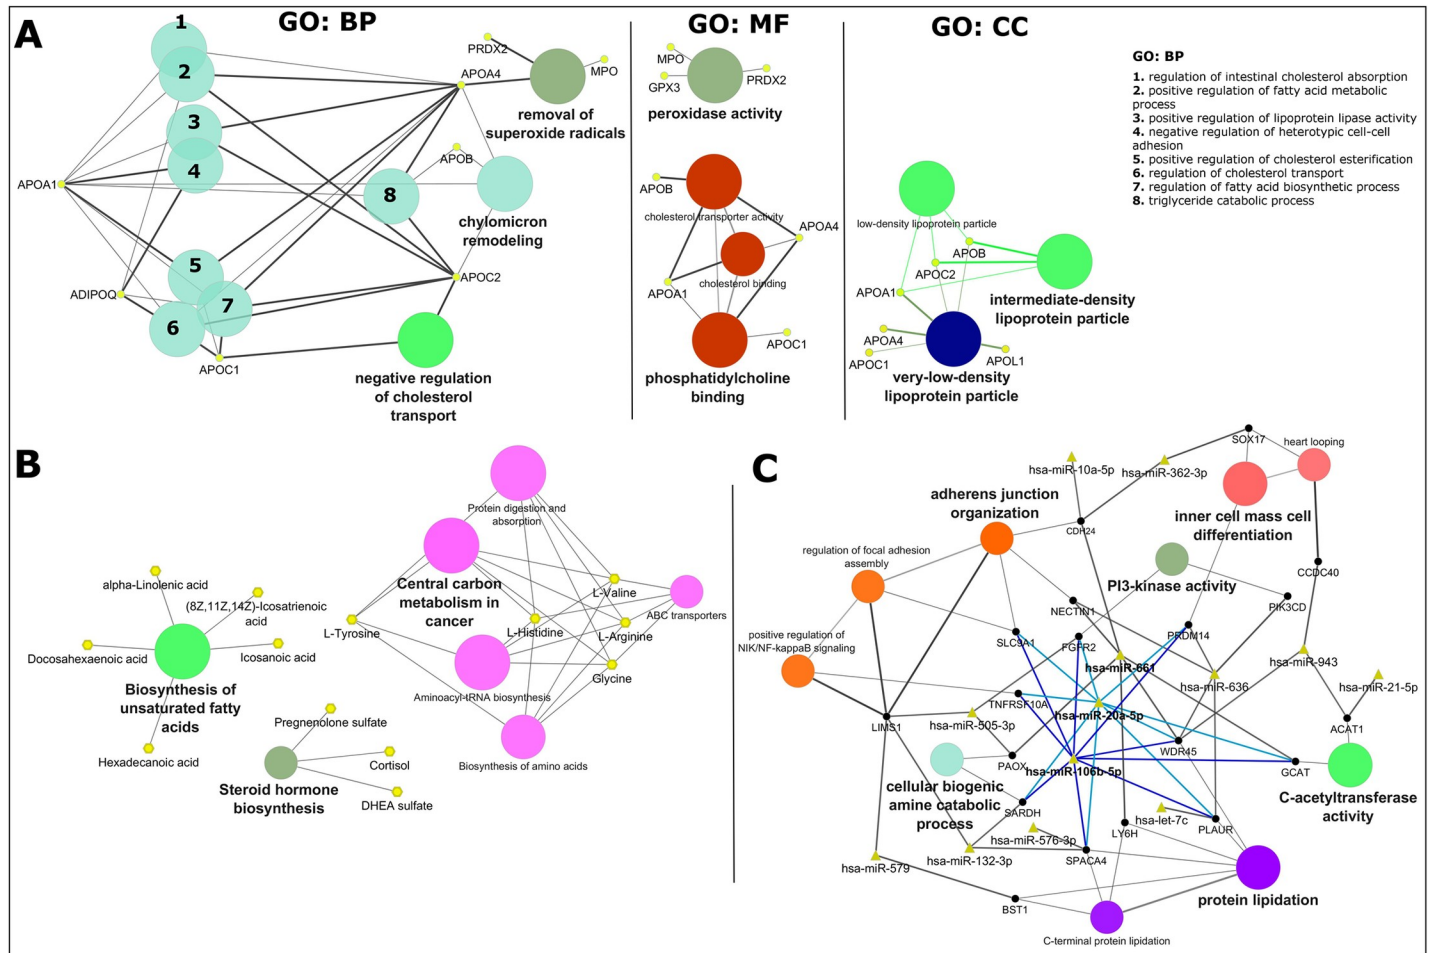 A
GO: BP
GO: MF
GO: CC
GO: BP
1. regulation of intestinal cholesterol absorption
2. positive regulation of fatty acid metabolic
process
3. positive regulation of lipoprotein lipase activity
4. negative regulation of heterotypic cell-cell
adhesion
5. positive regulation of cholesterol esterification
6. regulation of cholesterol transport
7. regulation of fatty acid biosynthetic process
8. triglyceride catabolic process
1
2
3
4
5
6
7
8
PRDX2
APOA4
MPO
removal of
superoxide radicals
APOB
APOA1
chylomicron
remodeling
ADIPOQ
APOC2
APOC1
negative regulation
of cholesterol
transport
MPO
GPX3
PRDX2
peroxidase activity
APOB
cholesterol transporter activity
APOA4
cholesterol binding
APOA1
APOC1
phosphatidylcholine
binding
low-density lipoprotein particle
APOB
APOC2
APOA1
intermediate-density
lipoprotein particle
APOA4
APOC1
APOL1
very-low-density
lipoprotein particle
B
alpha-Linolenic acid
(8Z,11Z,14Z)-Icosatrienoic
acid
Docosahexaenoic acid
Icosanoic acid
Biosynthesis of
unsaturated fatty
acids
Hexadecanoic acid
Pregnenolone sulfate
Cortisol
Steroid hormone
biosynthesis
DHEA sulfate
Protein digestion and
absorption
Central carbon
metabolism in
cancer
L-Valine
ABC transporters
L-Tyrosine
L-Histidine
L-Arginine
Glycine
Aminoacyl-tRNA biosynthesis
Biosynthesis of amino acids
C
SOX17
heart looping
hsa-miR-10a-5p
hsa-miR-362-3p
adherens junction
organization
inner cell mass cell
differentiation
CDH24
regulation of focal adhesion
assembly
PI3-kinase activity
CCDC40
NECTIN1
PIK3CD
positive regulation of
NIK/NF-kappaB signaling
SLC9A1
FGFR2
PRDM14
hsa-miR-661
hsa-miR-943
hsa-miR-636
hsa-miR-21-5p
TNFRSF10A
hsa-miR-20a-5p
LIMS1
hsa-miR-505-3p
ACAT1
WDR45
PAOX
hsa-miR-106b-5p
GCAT
cellular biogenic
amine catabolic
process
C-acetyltransferase
activity
SARDH
hsa-let-7c
hsa-miR-576-3p
LY6H
PLAUR
hsa-miR-579
hsa-miR-132-3p
SPACA4
protein lipidation
BST1
C-terminal protein lipidation